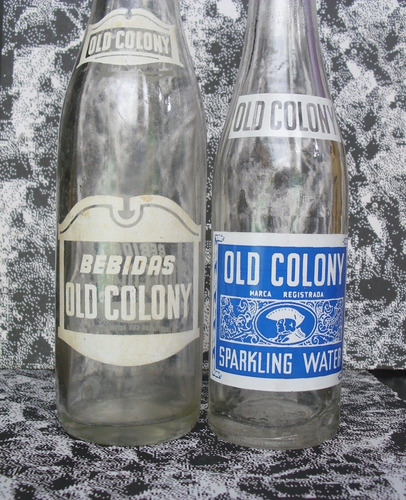 OLD COLONY
BEBIDAS
OLD COLONY
OLD COLONY
OLD COLONY
MARCA REGISTRADA
SPARKLING WATER